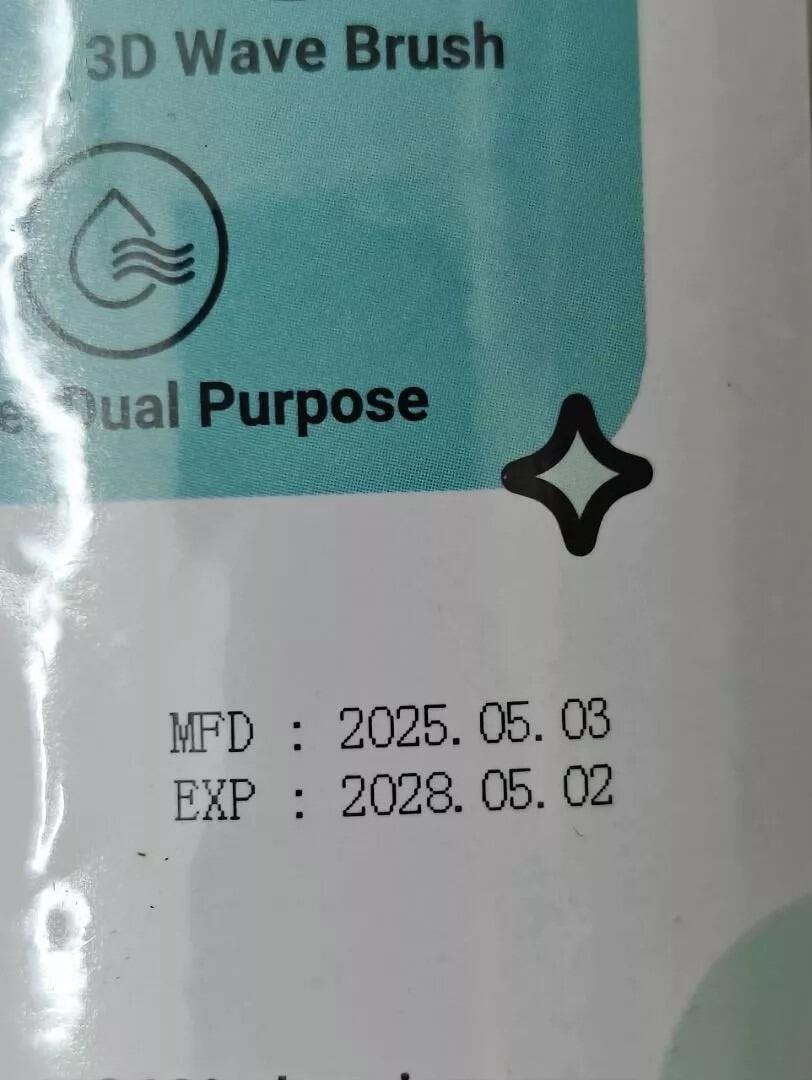 3D Wave Brush
Dual Purpose
MFD : 2025.05.03
EXP : 2028.05.02